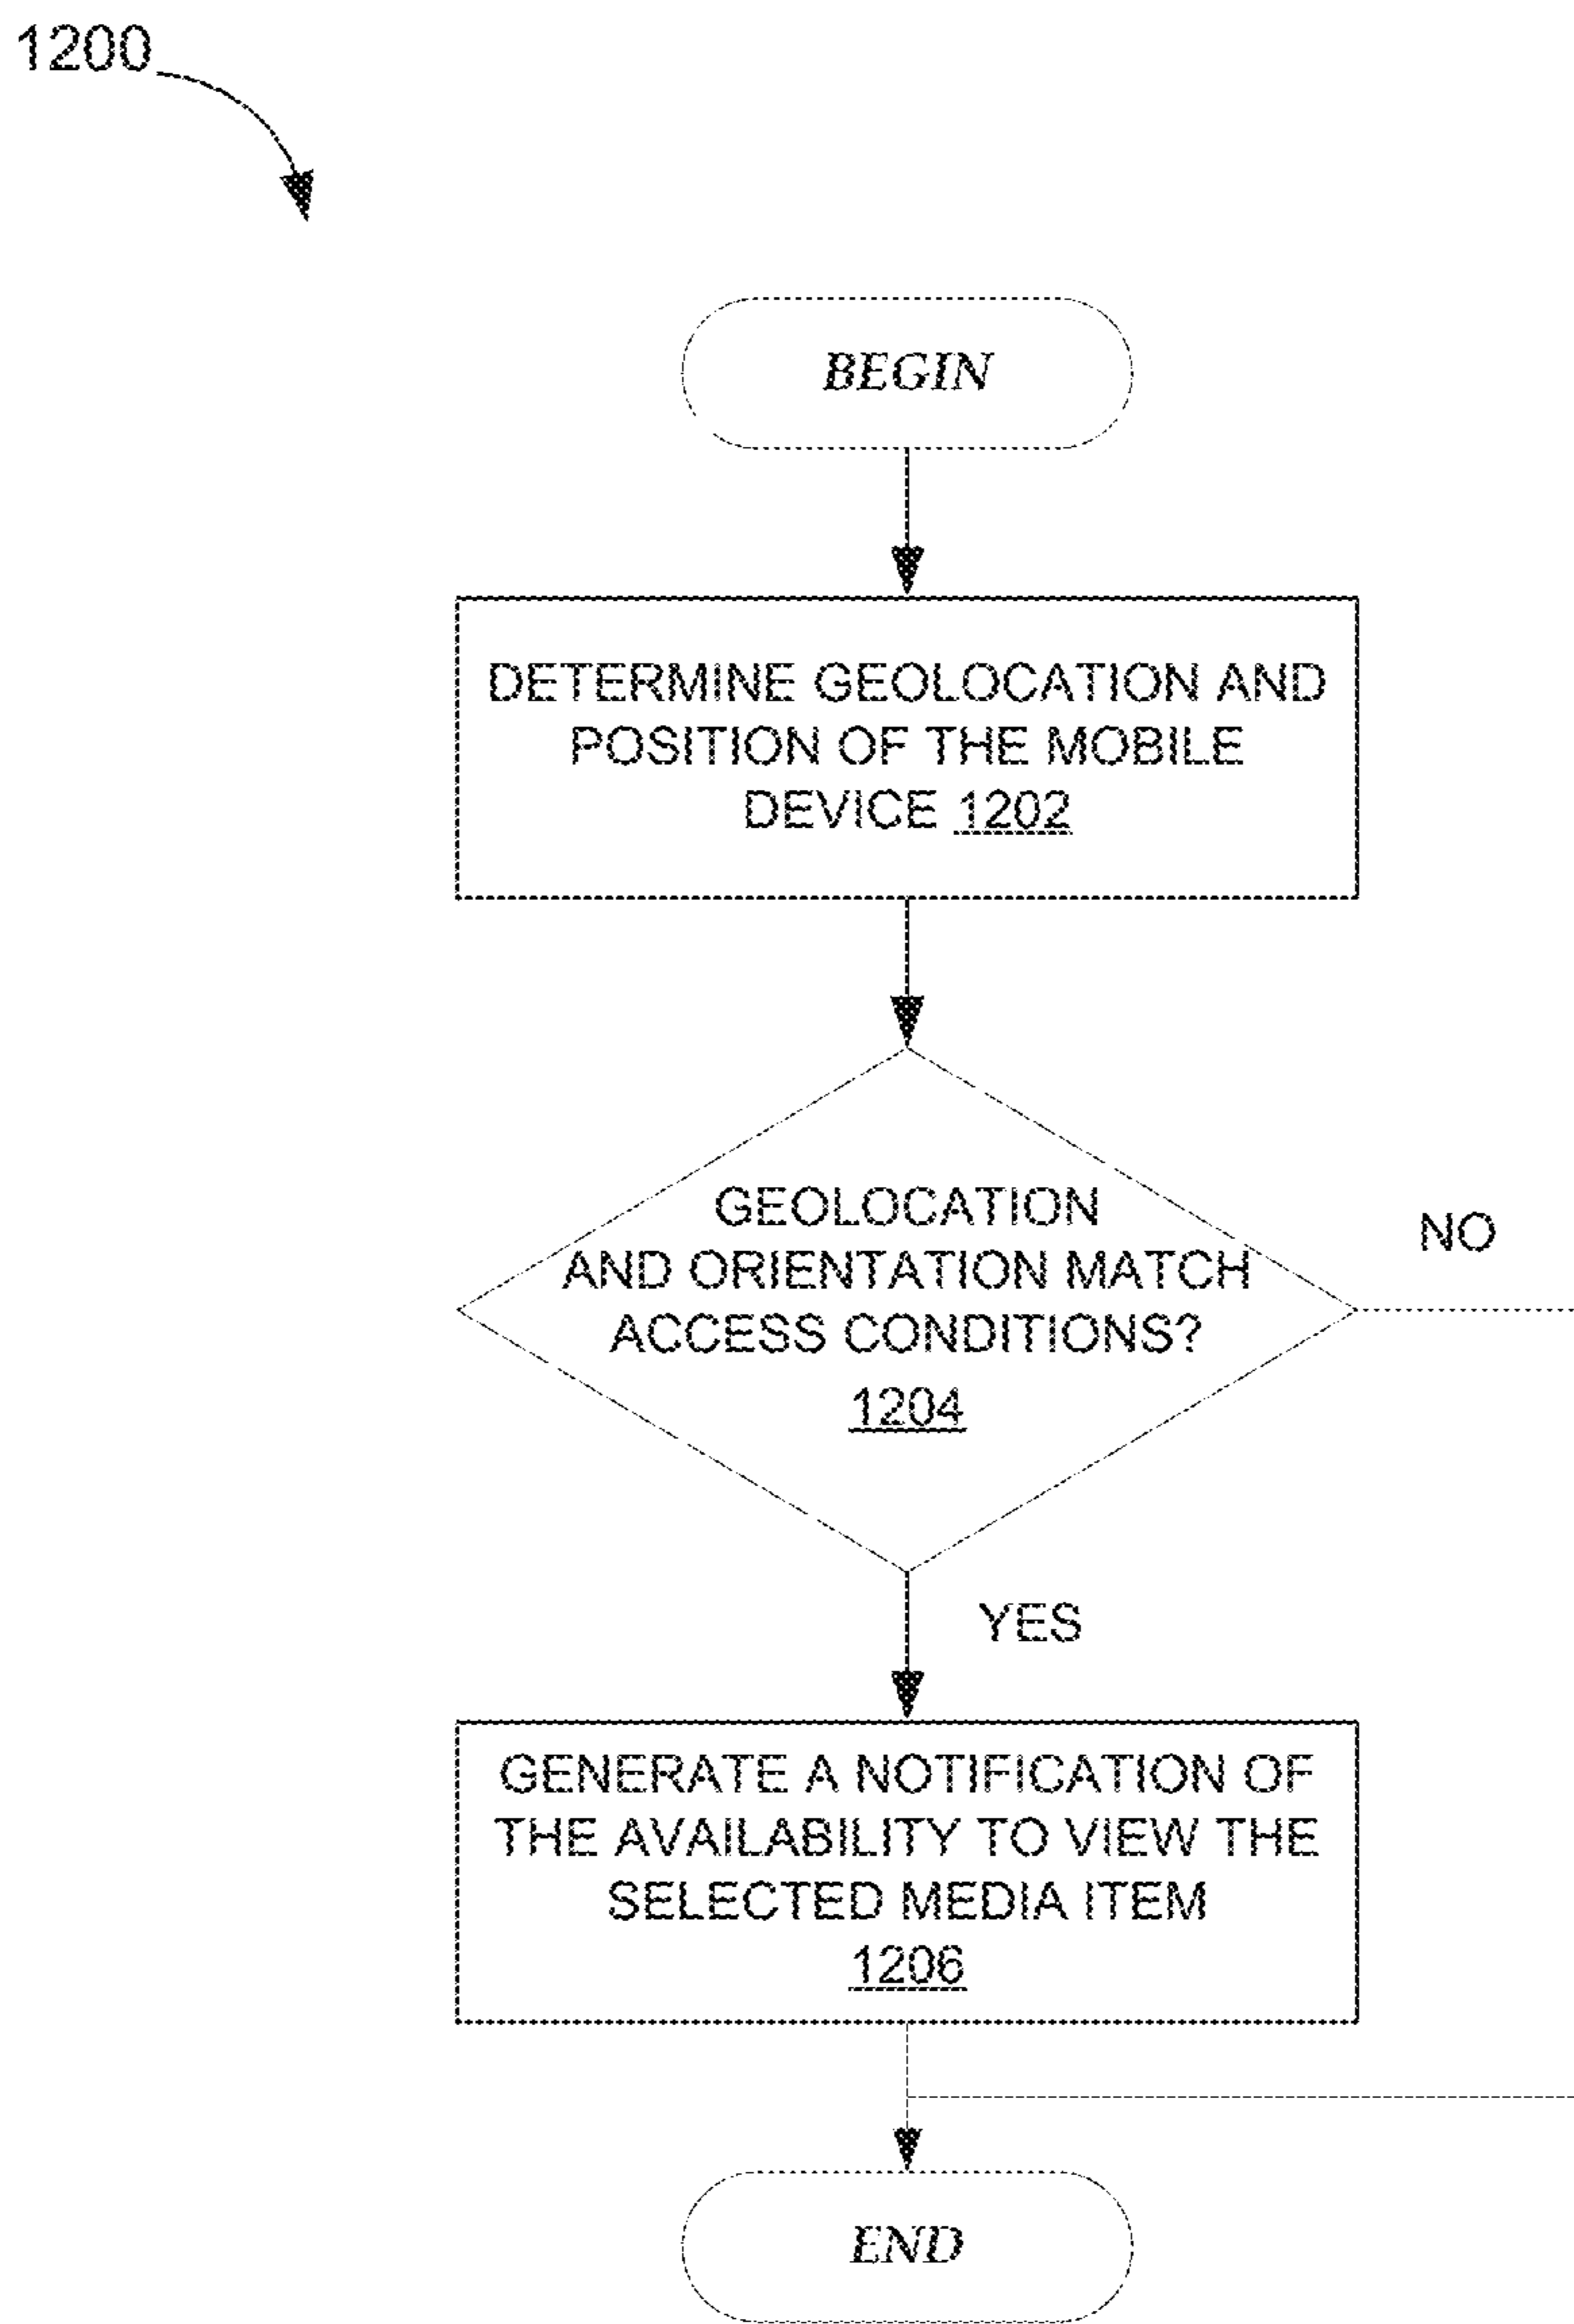 1200
BEGIN
DETERMINE GEOLOCATION AND
POSITION OF THE MOBILE
DEVICE 1202
GEOLOCATION
AND ORIENTATION MATCH
ACCESS CONDITIONS?
1204
NO
YES
GENERATE A NOTIFICATION OF
THE AVAILABILITY TO VIEW THE
SELECTED MEDIA ITEM
1206
END